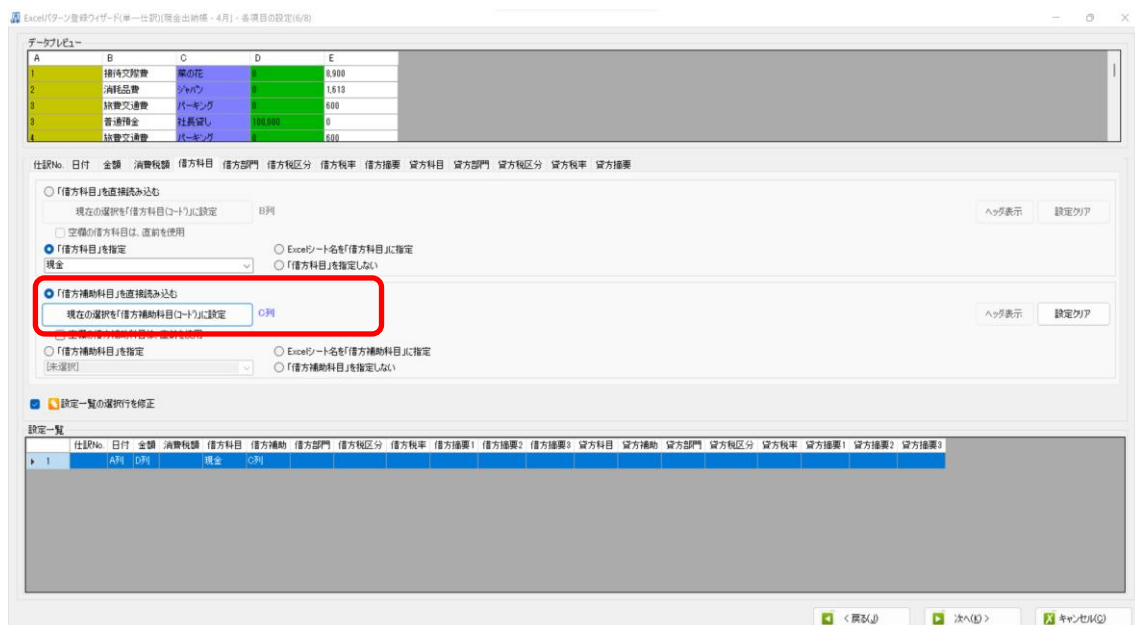 Excelパターン登録ウィザード(単一仕訳)[現金出納帳 - 4月] - 各項目の設定(6/8)
データプレビュー
A B C D E
1 接待交際費 菜の花 0 8,900
2 消耗品費 ジャパン 0 1,613
3 旅費交通費 パーキング 0 600
3 普通預金 社長貸し 100,000 0
4 旅費交通費 パーキング 0 600
仕訳No. 日付 金額 消費税額 借方科目 借方部門 借方税区分 借方税率 借方摘要 貸方科目 貸方部門 貸方税区分 貸方税率 貸方摘要
「借方科目」を直接読み込む
現在の選択を「借方科目(コード)」に設定 B列 ヘッダ表示 設定クリア
空欄の借方科目は、直前を使用
「借方科目」を指定 Excelシート名を「借方科目」に指定
現金 「借方科目」を指定しない
「借方補助科目」を直接読み込む
現在の選択を「借方補助科目(コード)」に設定 C列 ヘッダ表示 設定クリア
空欄の借方補助科目は、直前を使用
「借方補助科目」を指定 Excelシート名を「借方補助科目」に指定
[未選択] 「借方補助科目」を指定しない
設定一覧の選択行を修正
設定一覧
仕訳No. 日付 金額 消費税額 借方科目 借方補助 借方部門 借方税区分 借方税率 借方摘要1 借方摘要2 借方摘要3 貸方科目 貸方補助 貸方部門 貸方税区分 貸方税率 貸方摘要1 貸方摘要2 貸方摘要3
1 A列 D列 現金 C列
< 戻る(J) 次へ(K) > キャンセル(C)